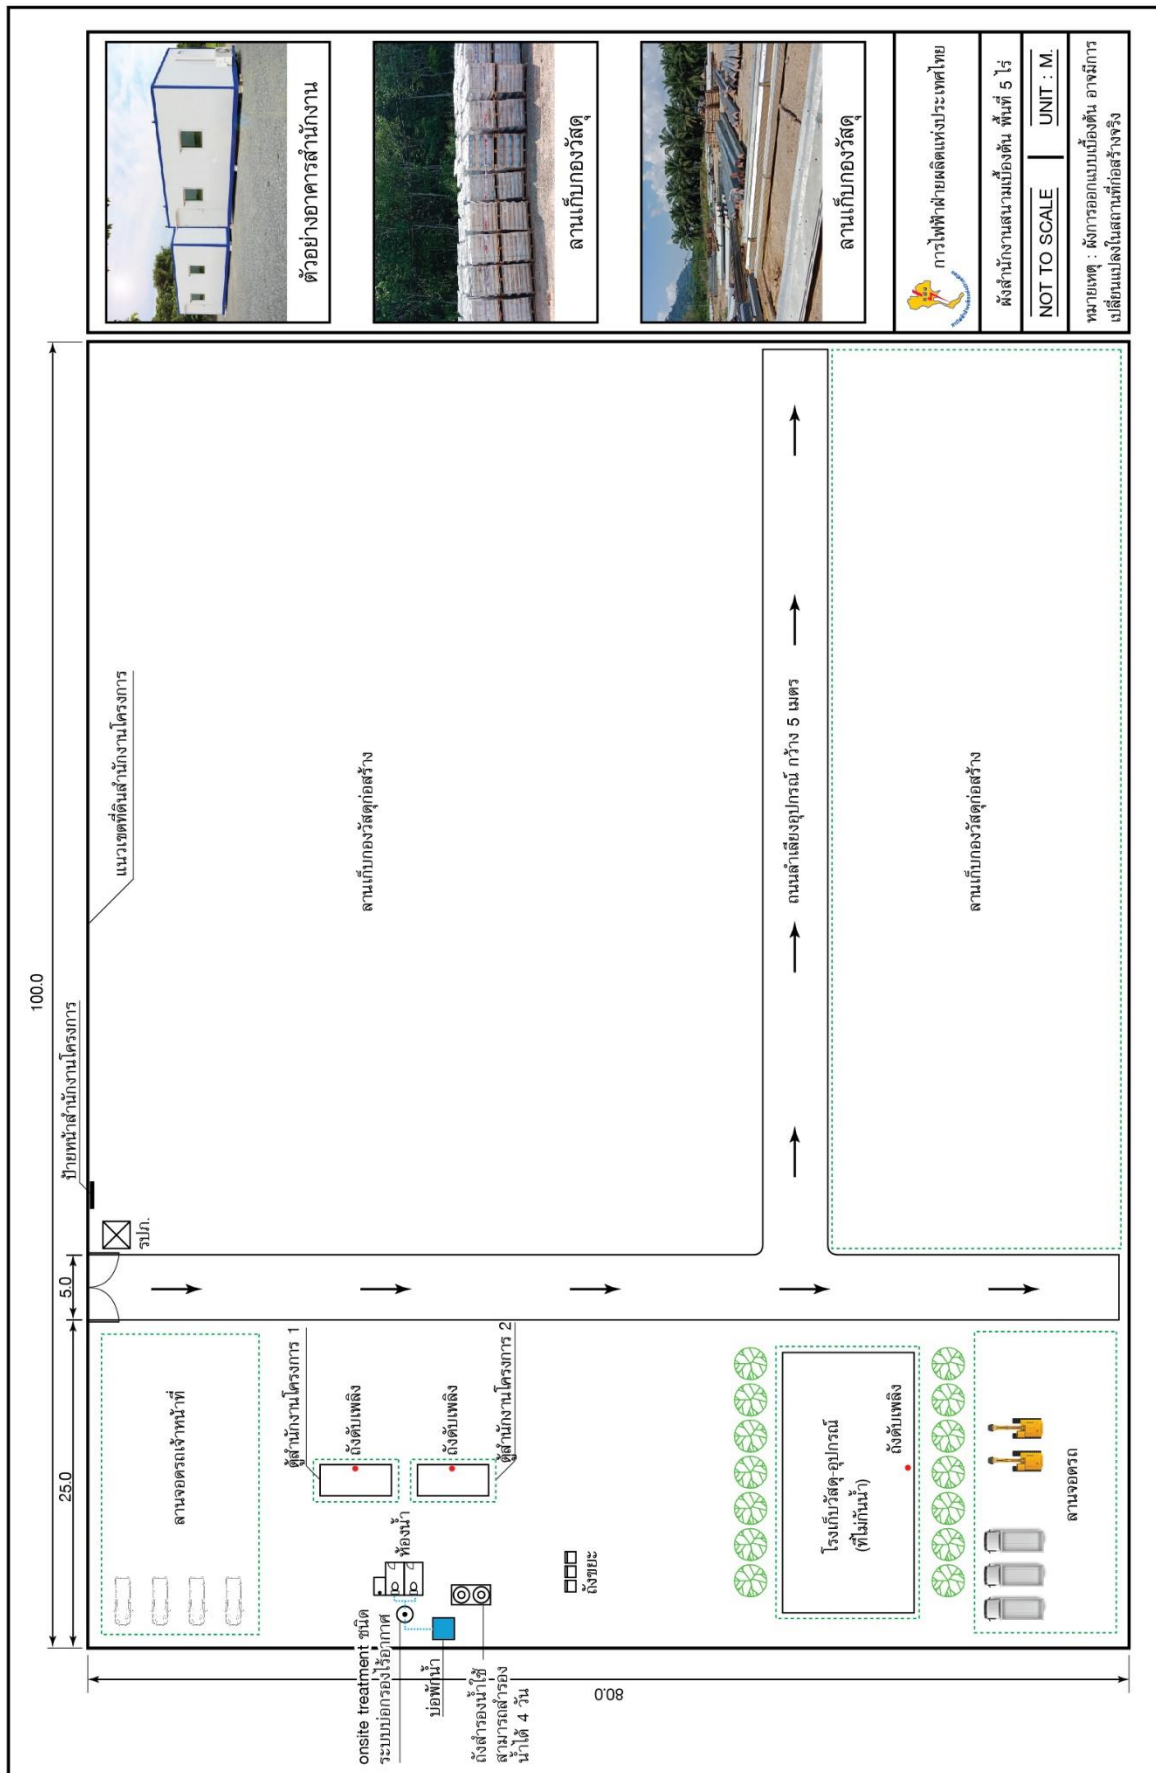 100.0
5.0
25.0
80.0
ป้ายหน้าสำนักงานโครงการ
แนวเขตที่ดินสำนักงานโครงการ
รปภ.
ลานจอดรถเจ้าหน้าที่
ตู้สำนักงานโครงการ 1
ถังดับเพลิง
ถังดับเพลิง
ตู้สำนักงานโครงการ 2
ห้องน้ำ
onsite treatment ชนิด
ระบบบ่อกรองไร้อากาศ
บ่อพักน้ำ
ถังสำรองน้ำใช้
สามารถสำรอง
น้ำได้ 4 วัน
ถังขยะ
โรงเก็บวัสดุ-อุปกรณ์
(ที่ไม่กันน้ำ)
ถังดับเพลิง
ลานจอดรถ
ลานเก็บกองวัสดุก่อสร้าง
ถนนลำเลียงอุปกรณ์ กว้าง 5 เมตร
ลานเก็บกองวัสดุก่อสร้าง
ตัวอย่างอาคารสำนักงาน
ลานเก็บกองวัสดุ
ลานเก็บกองวัสดุ
การไฟฟ้าฝ่ายผลิตแห่งประเทศไทย
ผังสำนักงานสนามเบื้องต้น พื้นที่ 5 ไร่
NOT TO SCALE
UNIT : M.
หมายเหตุ : ผังการออกแบบเบื้องต้น อาจมีการ
เปลี่ยนแปลงในสถานที่ก่อสร้างจริง